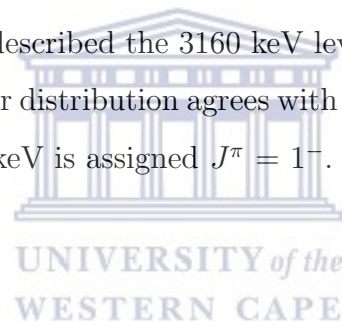 described the 3160 keV lev
r distribution agrees with
keV is assigned J^π = 1^-.
UNIVERSITY of the
WESTERN CAPE